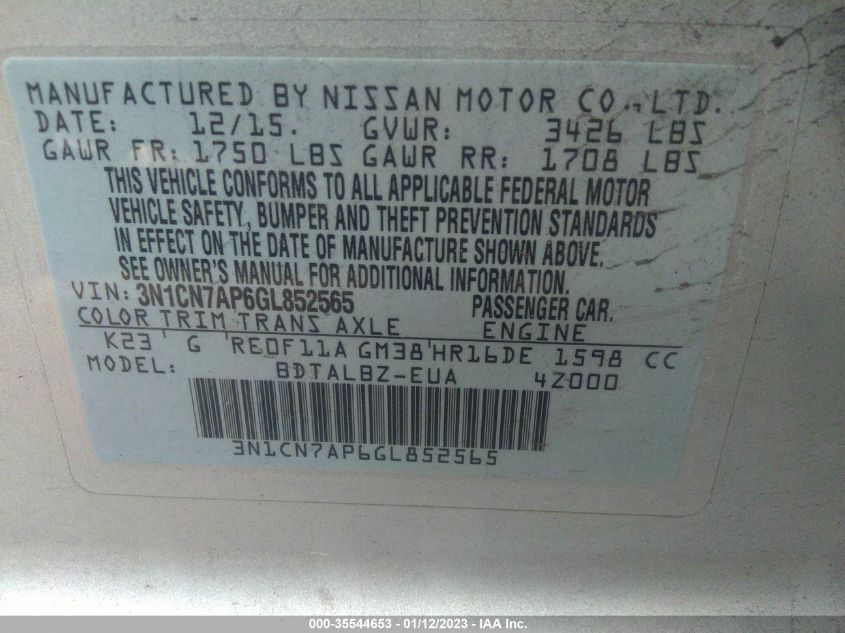 MANUFACTURED BY NISSAN MOTOR CO., LTD.
DATE: 12/15. GVWR: 3426 LBS
GAWR FR: 1750 LBS GAWR RR: 1708 LBS
THIS VEHICLE CONFORMS TO ALL APPLICABLE FEDERAL MOTOR
VEHICLE SAFETY, BUMPER AND THEFT PREVENTION STANDARDS
IN EFFECT ON THE DATE OF MANUFACTURE SHOWN ABOVE.
SEE OWNER'S MANUAL FOR ADDITIONAL INFORMATION.
VIN: 3N1CN7AP6GL852565 PASSENGER CAR.
COLOR TRIM TRANS AXLE ENGINE
K23 G RE0F11A GM38 HR16DE 1598 CC
MODEL: BDTALBZ-EUA 4Z000
3N1CN7AP6GL852565
000-35544653 - 01/12/2023 - IAA Inc.